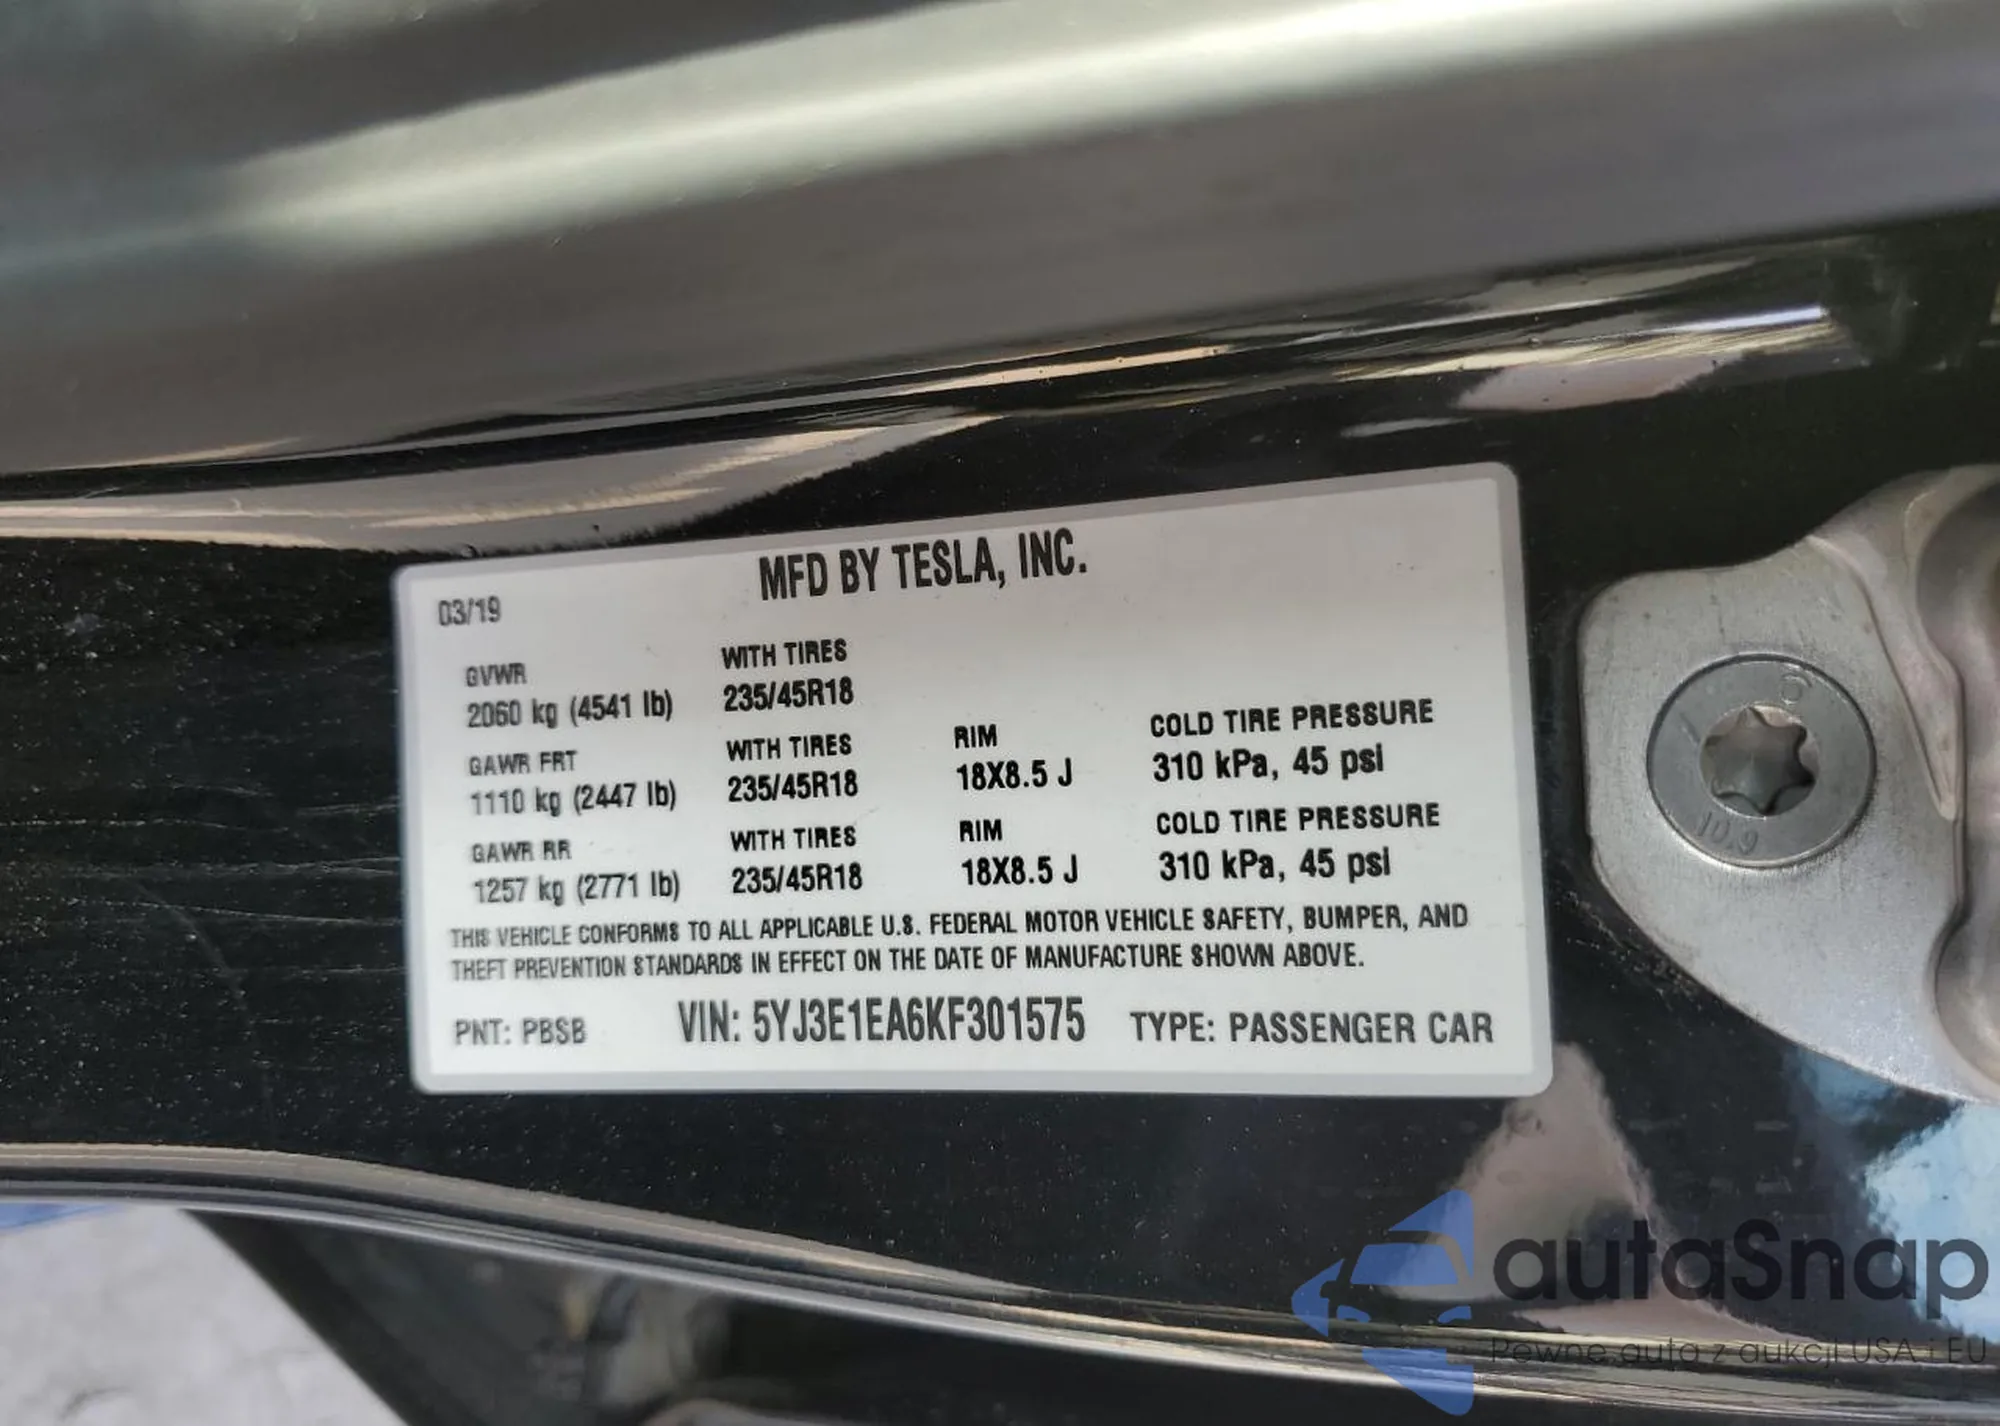 MFD BY TESLA, INC.
03/19
GVWR WITH TIRES
2060 kg (4541 lb) 235/45R18
GAWR FRT WITH TIRES RIM COLD TIRE PRESSURE
1110 kg (2447 lb) 235/45R18 18X8.5 J 310 kPa, 45 psi
GAWR RR WITH TIRES RIM COLD TIRE PRESSURE
1257 kg (2771 lb) 235/45R18 18X8.5 J 310 kPa, 45 psi
THIS VEHICLE CONFORMS TO ALL APPLICABLE U.S. FEDERAL MOTOR VEHICLE SAFETY, BUMPER, AND
THEFT PREVENTION STANDARDS IN EFFECT ON THE DATE OF MANUFACTURE SHOWN ABOVE.
PNT: PBSB VIN: 5YJ3E1EA6KF301575 TYPE: PASSENGER CAR
10.9
autaSnap
Pewne auta z aukcji USA i EU